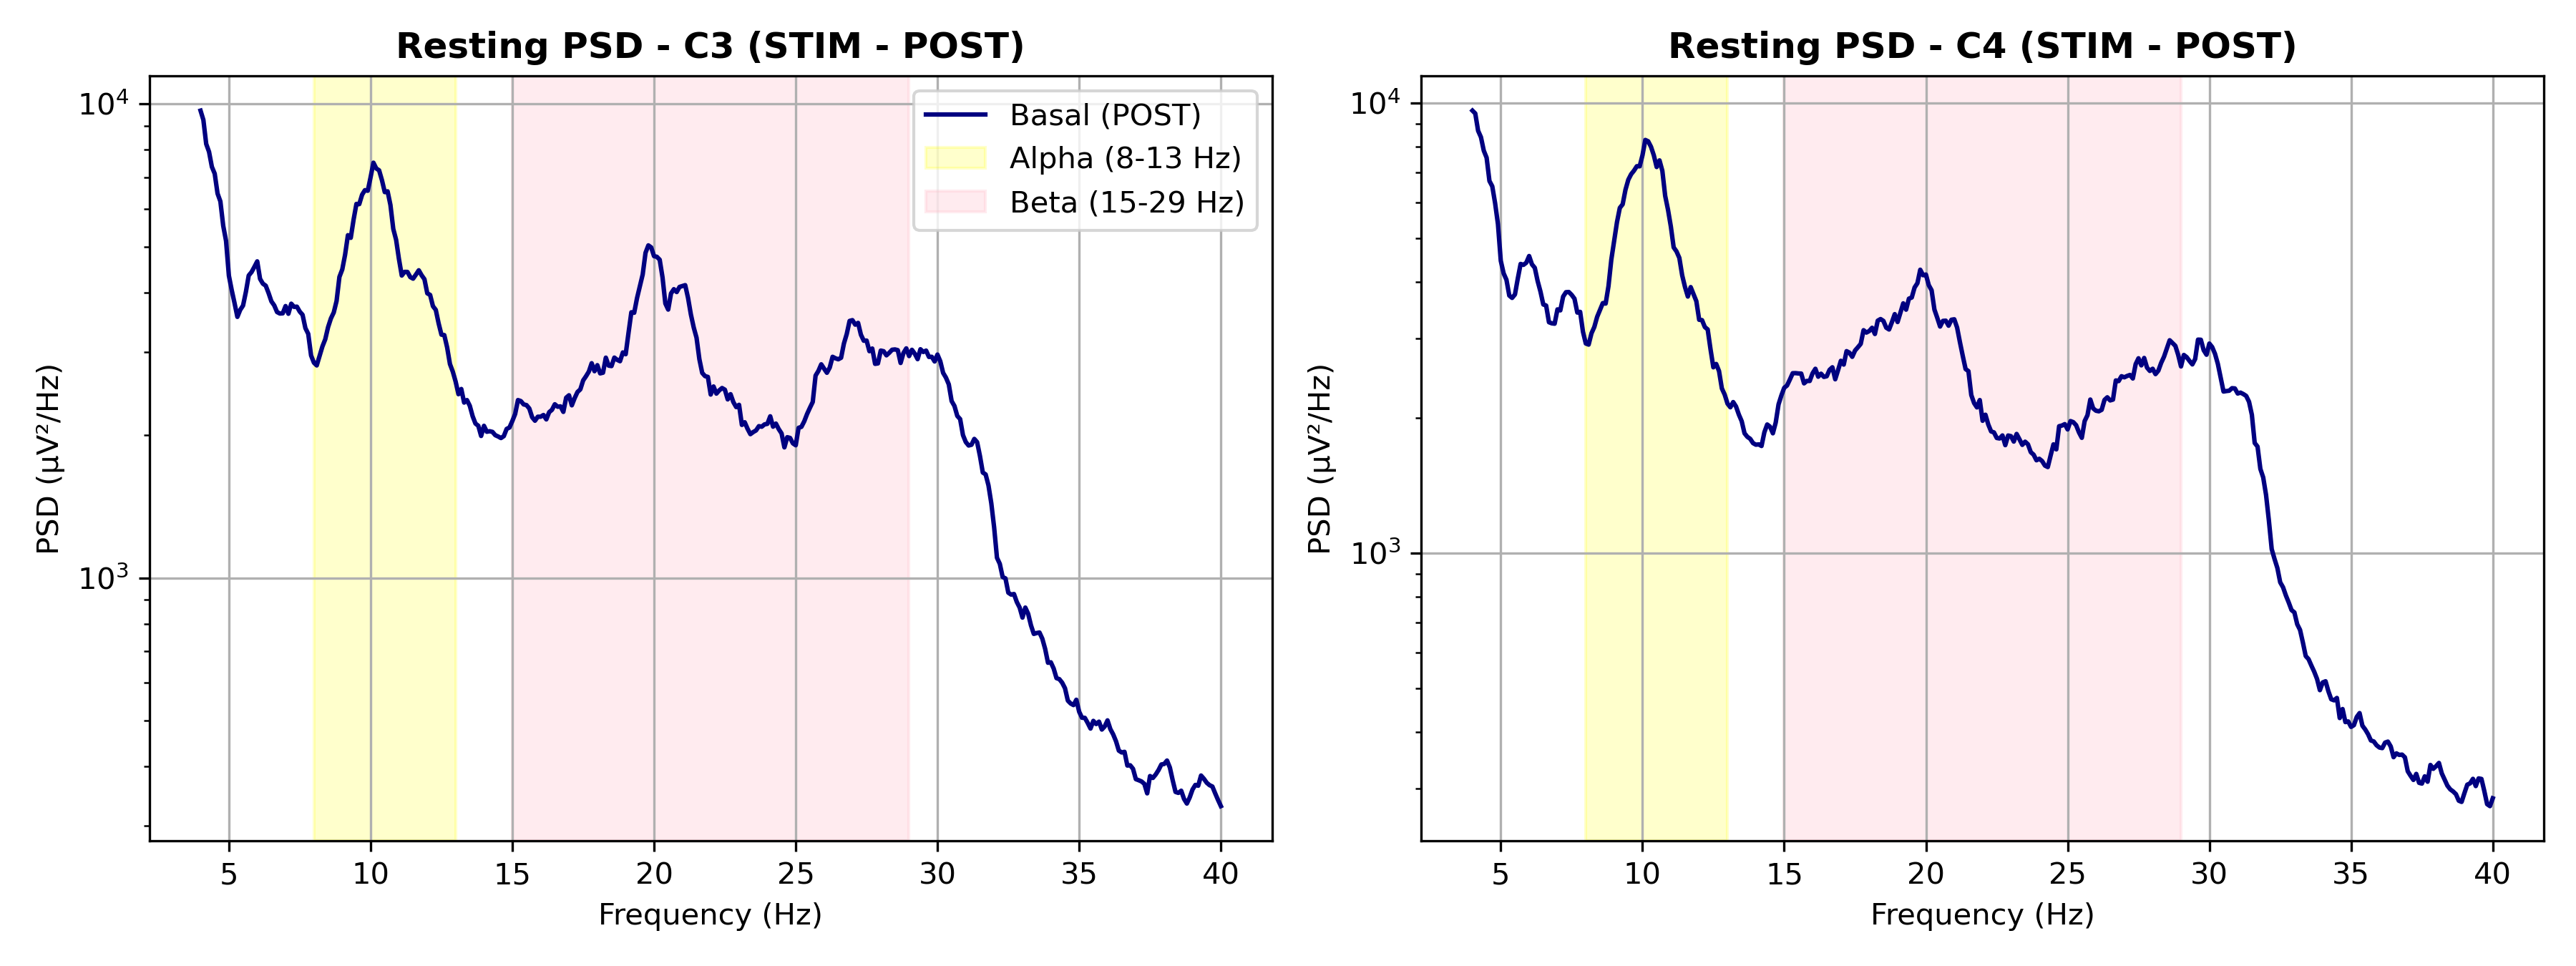 Resting PSD - C3 (STIM - POST)
10⁴
10³
PSD (µV²/Hz)
Basal (POST)
Alpha (8-13 Hz)
Beta (15-29 Hz)
5 10 15 20 25 30 35 40
Frequency (Hz)
Resting PSD - C4 (STIM - POST)
10⁴
10³
PSD (µV²/Hz)
5 10 15 20 25 30 35 40
Frequency (Hz)